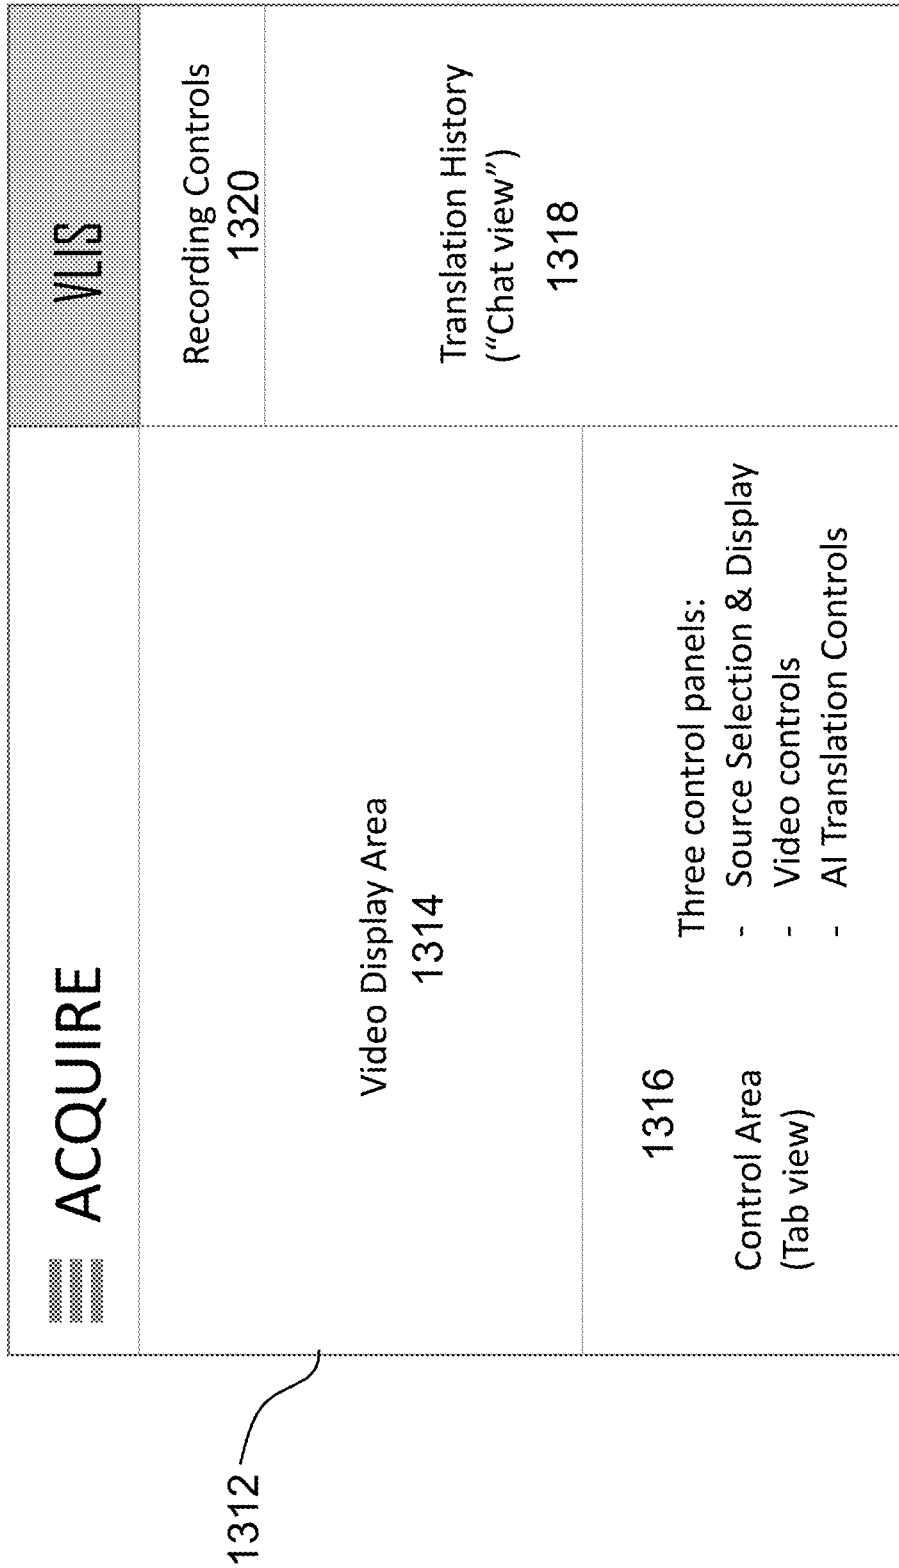 ACQUIRE
VLIS
Recording Controls
1320
Video Display Area
1314
Translation History
(“Chat view”)
1318
1316
Control Area
(Tab view)
Three control panels:
- Source Selection & Display
- Video controls
- AI Translation Controls
1312